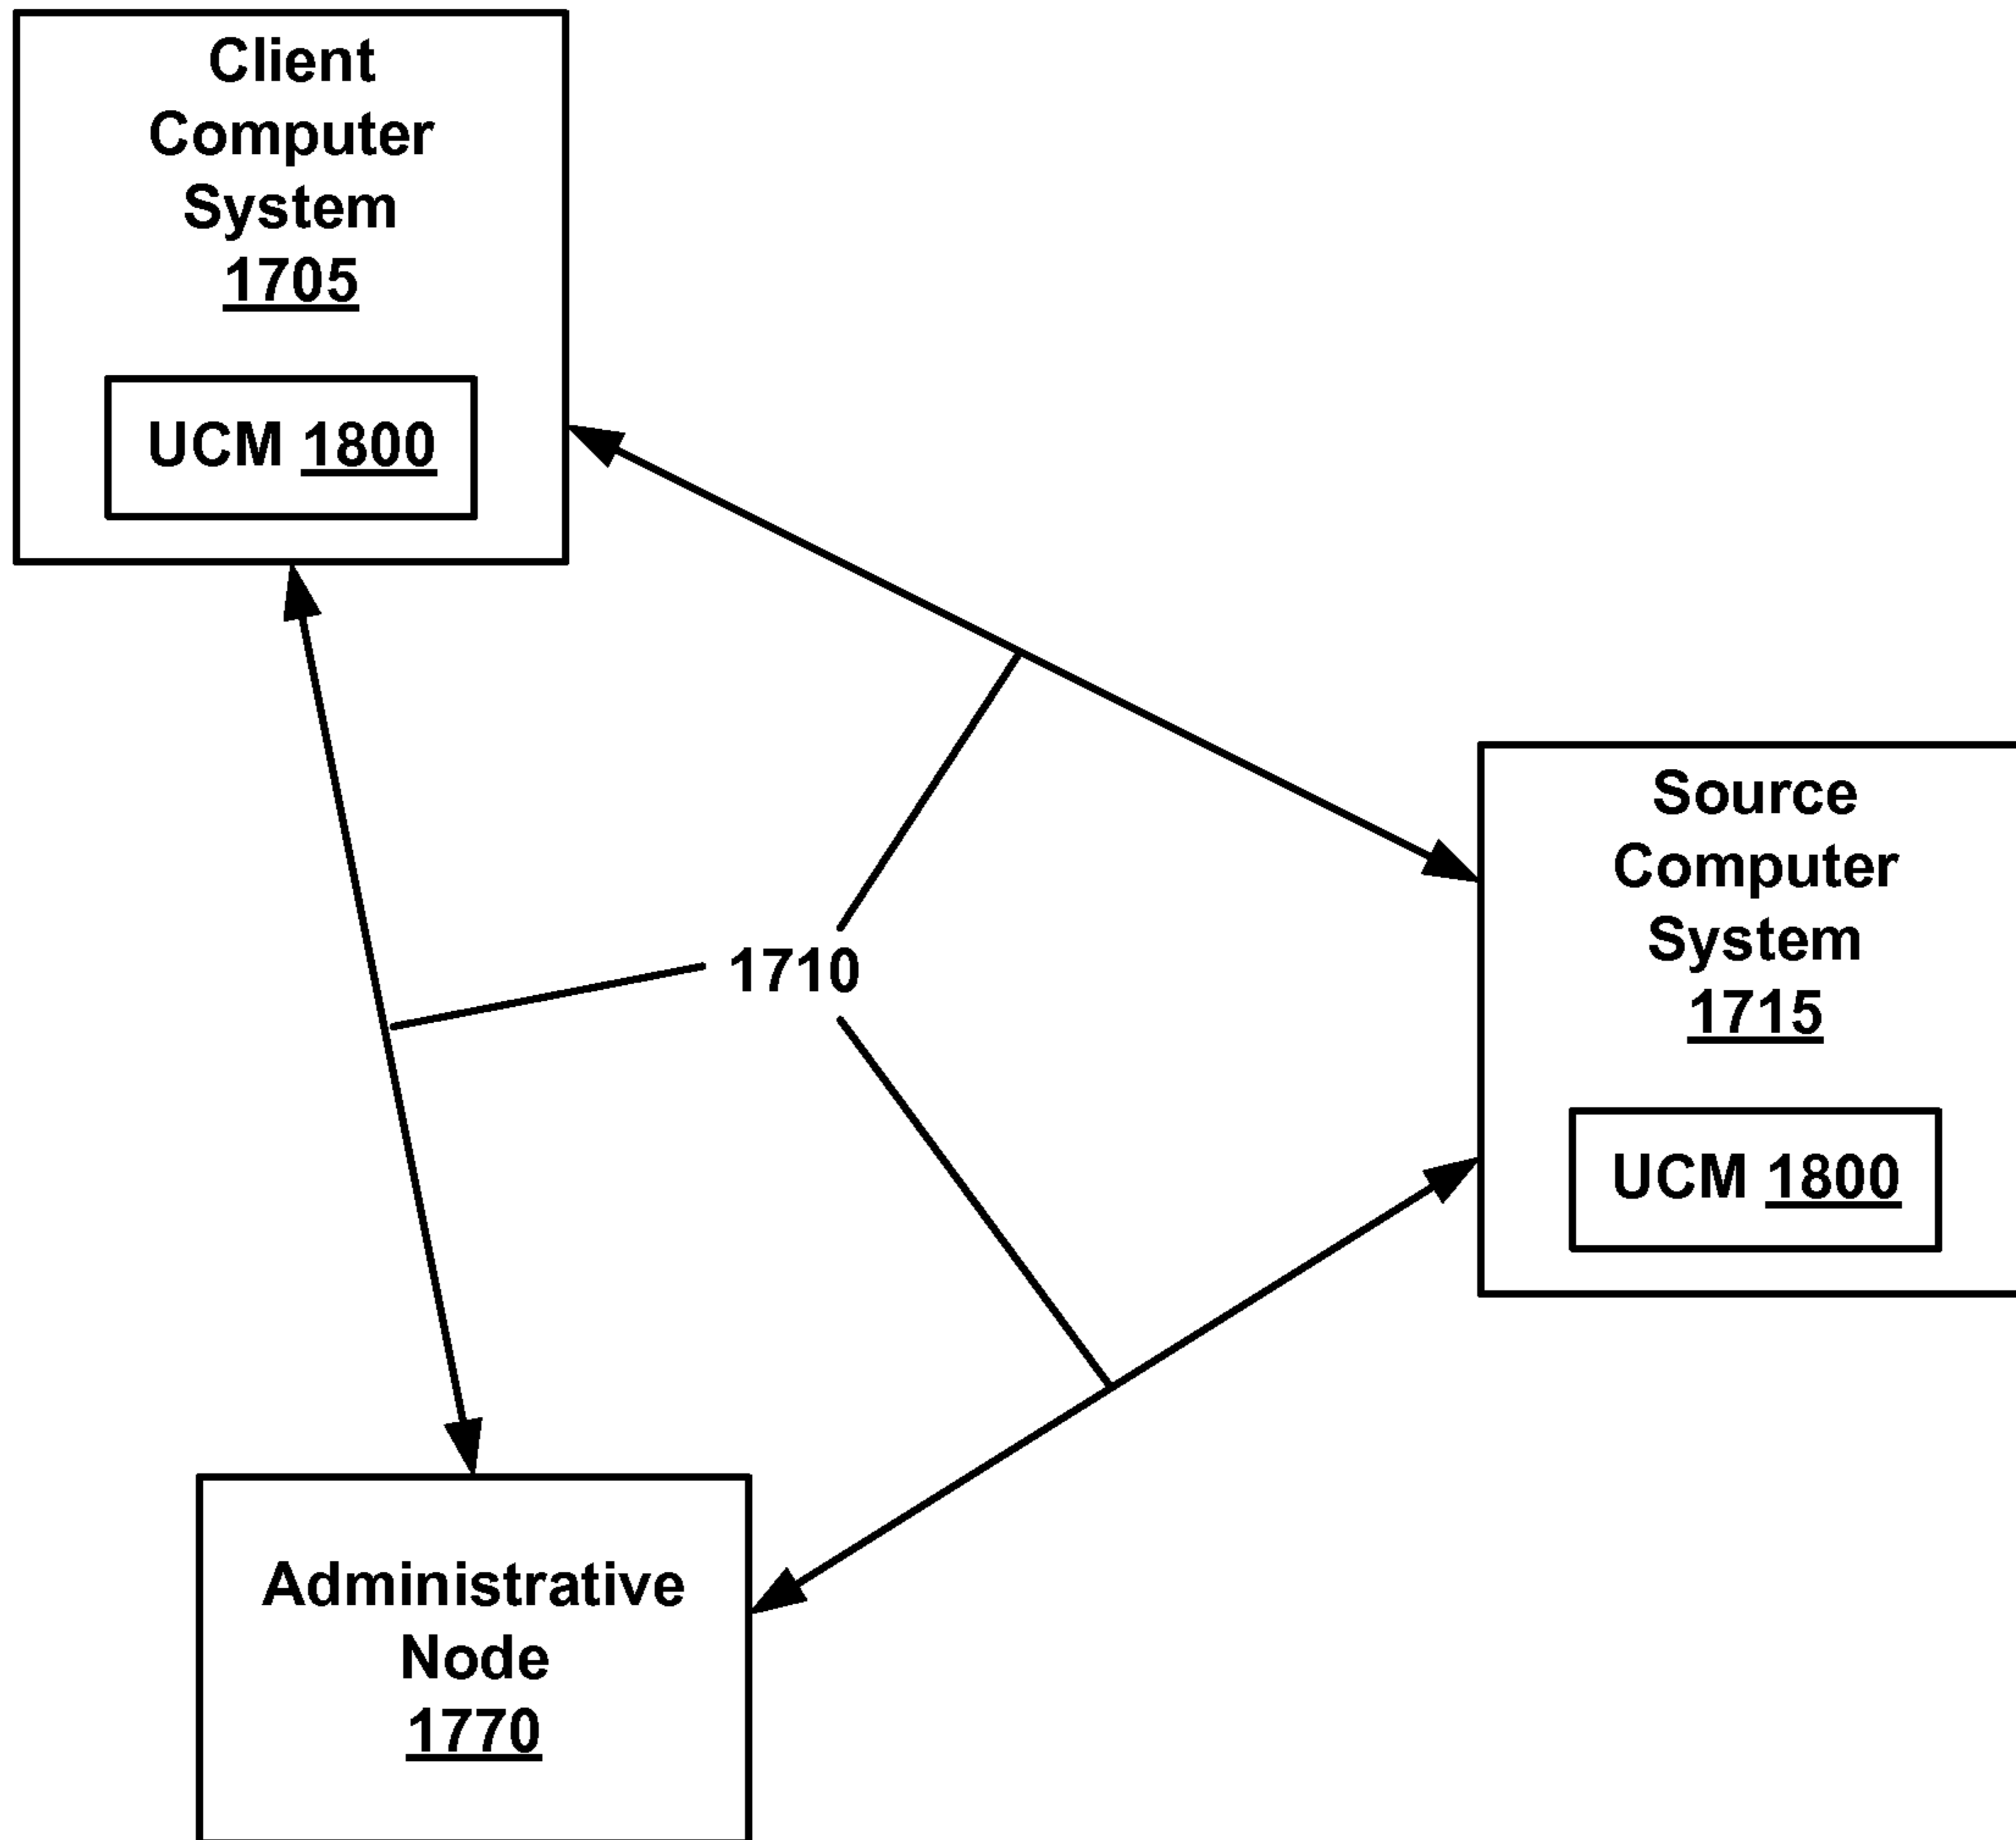 Client
Computer
System
1705
UCM 1800
1710
Source
Computer
System
1715
UCM 1800
Administrative
Node
1770